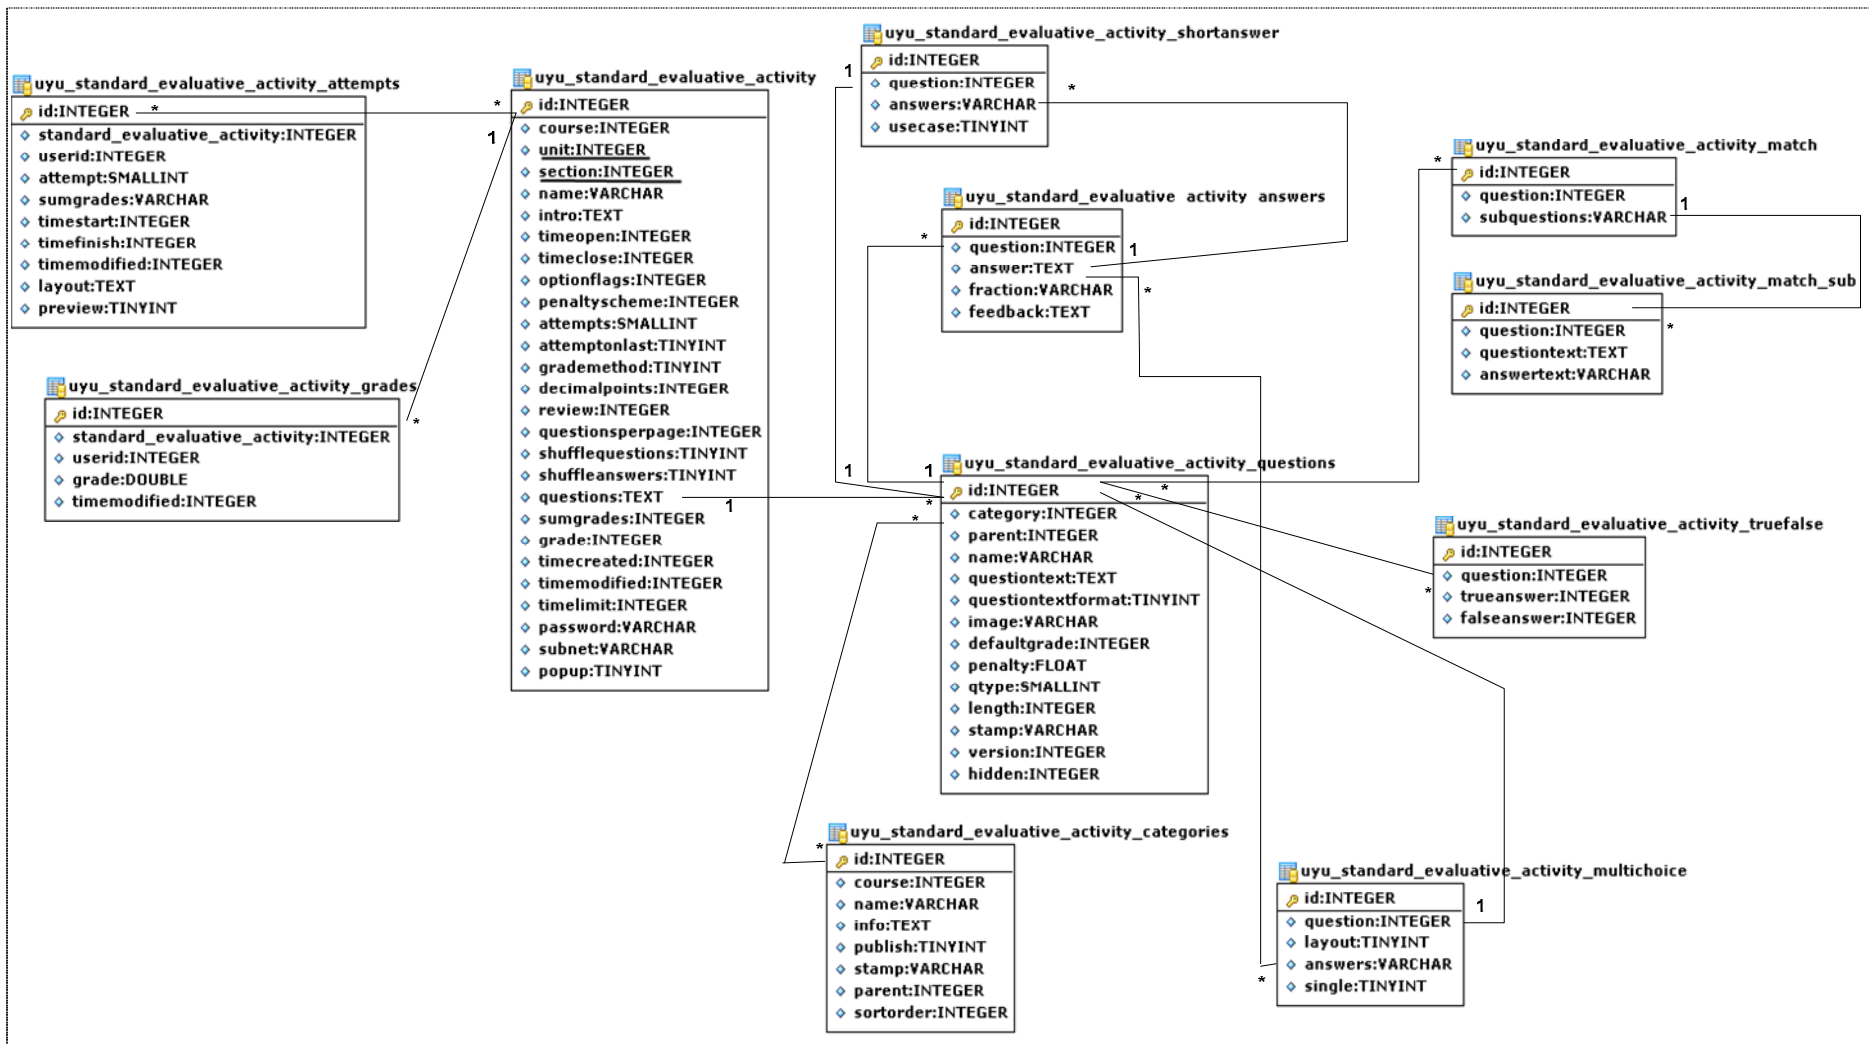 uyu_standard_evaluative_activity_attempts
id:INTEGER
*
standard_evaluative_activity:INTEGER
userid:INTEGER
attempt:SMALLINT
sumgrades:VARCHAR
timestart:INTEGER
timefinish:INTEGER
timemodified:INTEGER
layout:TEXT
preview:TINYINT
uyu_standard_evaluative_activity_grades
id:INTEGER
*
standard_evaluative_activity:INTEGER
userid:INTEGER
grade:DOUBLE
timemodified:INTEGER
uyu_standard_evaluative_activity
*
1
id:INTEGER
course:INTEGER
unit:INTEGER
section:INTEGER
name:VARCHAR
intro:TEXT
timeopen:INTEGER
timeclose:INTEGER
optionflags:INTEGER
penaltyscheme:INTEGER
attempts:SMALLINT
attemptonlast:TINYINT
grademethod:TINYINT
decimalpoints:INTEGER
review:INTEGER
questionsperpage:INTEGER
shufflequestions:TINYINT
shuffleanswers:TINYINT
questions:TEXT
1
sumgrades:INTEGER
grade:INTEGER
timecreated:INTEGER
timemodified:INTEGER
timelimit:INTEGER
password:VARCHAR
subnet:VARCHAR
popup:TINYINT
uyu_standard_evaluative_activity_shortanswer
1
id:INTEGER
question:INTEGER
*
answers:VARCHAR
usecase:TINYINT
uyu_standard_evaluative activity answers
id:INTEGER
*
question:INTEGER
1
answer:TEXT
fraction:VARCHAR
*
feedback:TEXT
uyu_standard_evaluative_activity_questions
1
1
id:INTEGER
*
*
*
*
category:INTEGER
parent:INTEGER
name:VARCHAR
questiontext:TEXT
questiontextformat:TINYINT
image:VARCHAR
defaultgrade:INTEGER
penalty:FLOAT
qtype:SMALLINT
length:INTEGER
stamp:VARCHAR
version:INTEGER
hidden:INTEGER
uyu_standard_evaluative_activity_categories
*
id:INTEGER
course:INTEGER
name:VARCHAR
info:TEXT
publish:TINYINT
stamp:VARCHAR
parent:INTEGER
sortorder:INTEGER
uyu_standard_evaluative_activity_match
*
id:INTEGER
question:INTEGER
1
subquestions:VARCHAR
uyu_standard_evaluative_activity_match_sub
id:INTEGER
*
question:INTEGER
questiontext:TEXT
answertext:VARCHAR
uyu_standard_evaluative_activity_truefalse
id:INTEGER
question:INTEGER
*
trueanswer:INTEGER
falseanswer:INTEGER
uyu_standard_evaluative_activity_multichoice
id:INTEGER
1
question:INTEGER
layout:TINYINT
answers:VARCHAR
*
single:TINYINT